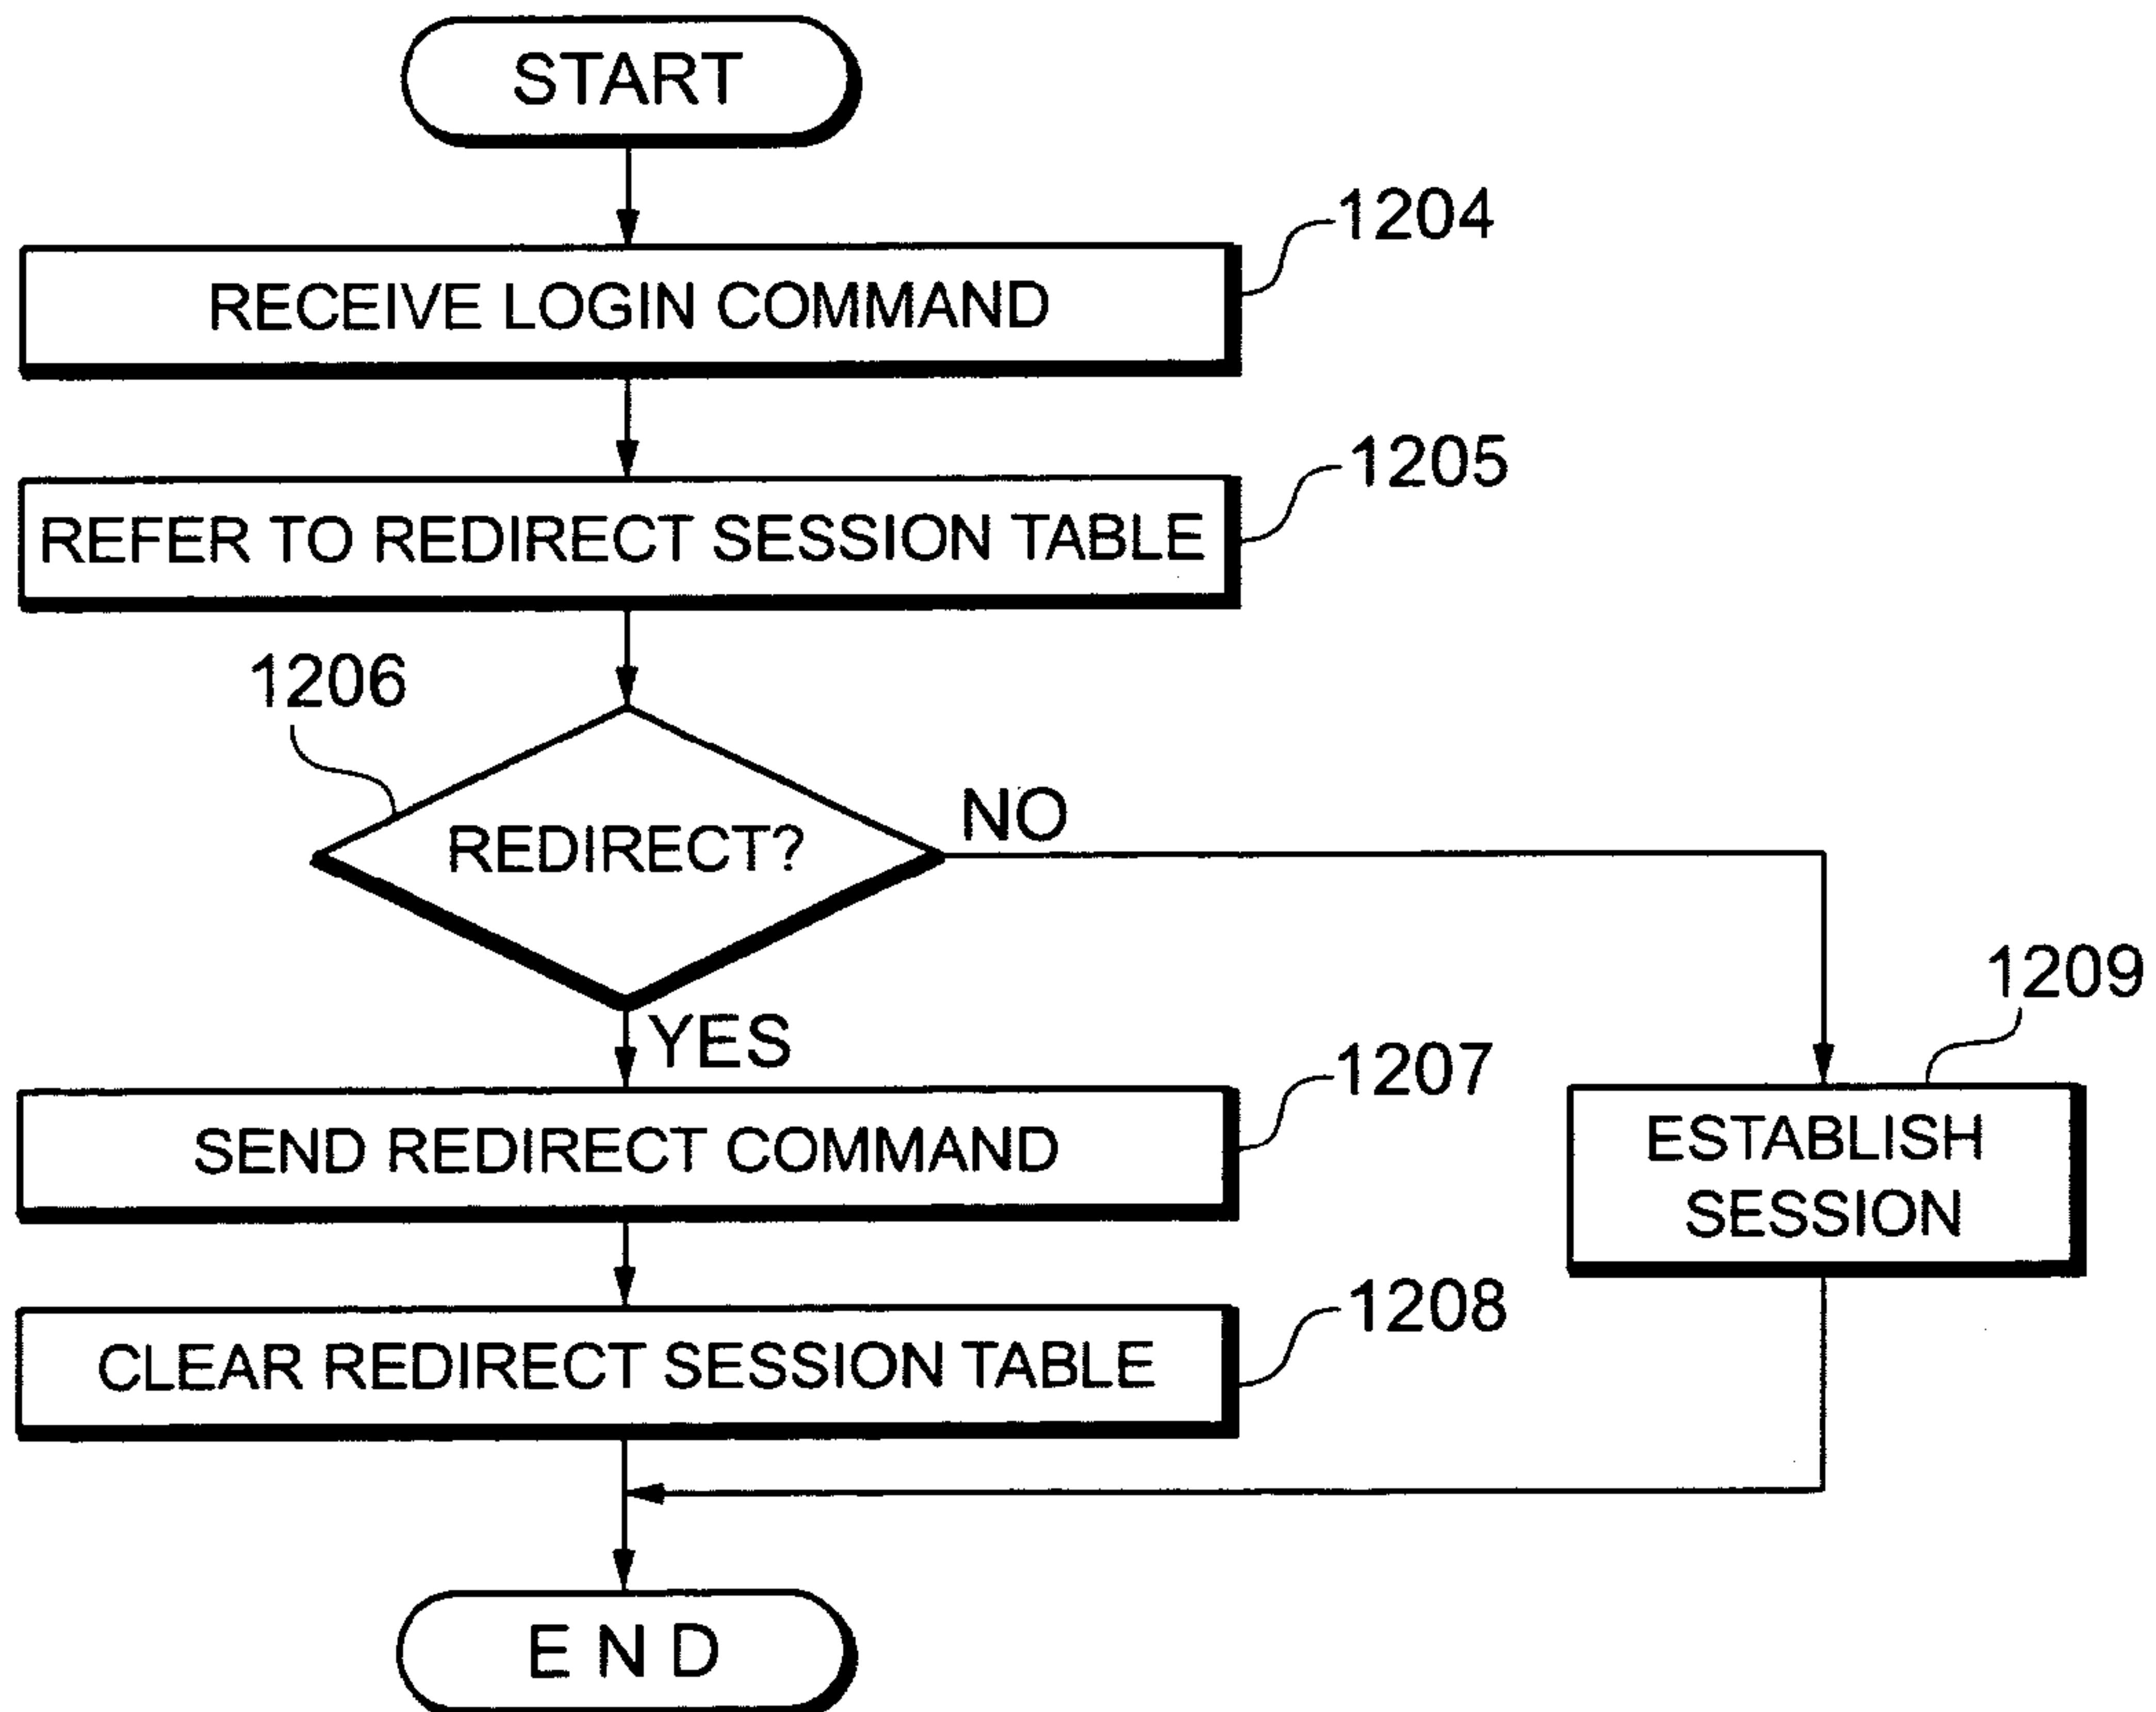 START
1204
RECEIVE LOGIN COMMAND
1205
REFER TO REDIRECT SESSION TABLE
1206
REDIRECT?
NO
YES
1209
1207
SEND REDIRECT COMMAND
ESTABLISH
SESSION
1208
CLEAR REDIRECT SESSION TABLE
END